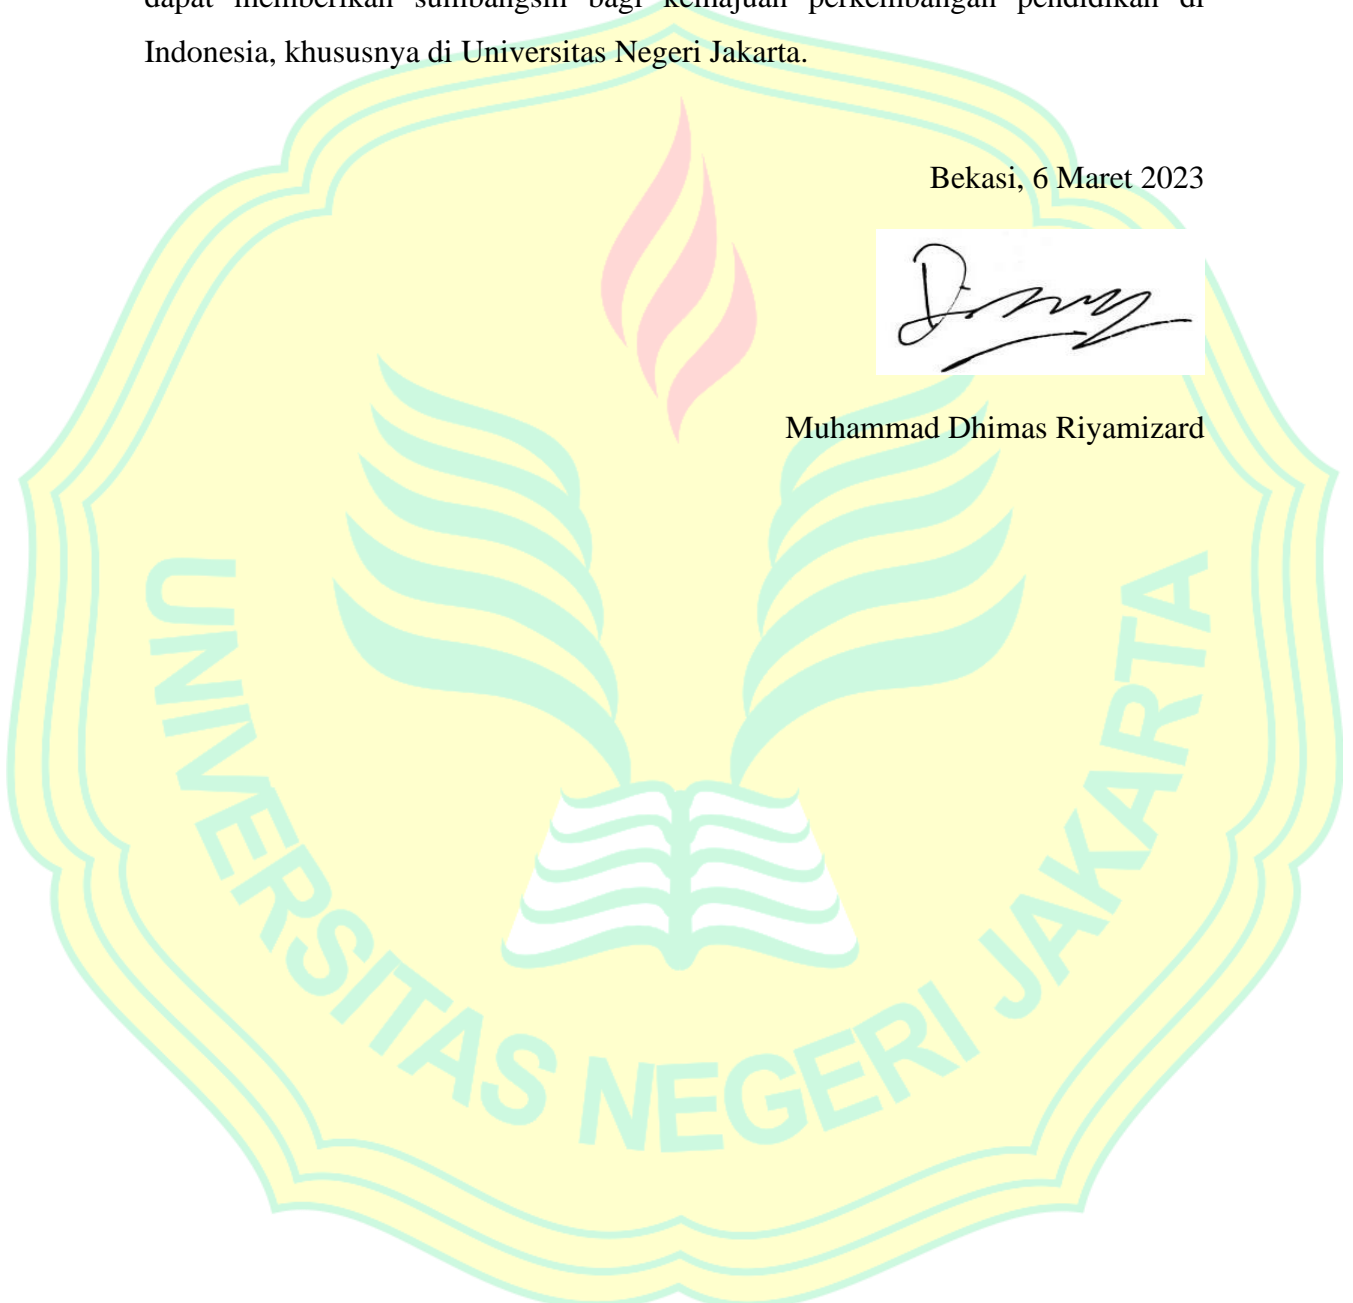 dapat memberikan sumbangsih bagi kemajuan perkembangan pendidikan di
Indonesia, khususnya di Universitas Negeri Jakarta.
Bekasi, 6 Maret 2023
Muhammad Dhimas Riyamizard
UNIVERSITAS NEGERI JAKARTA